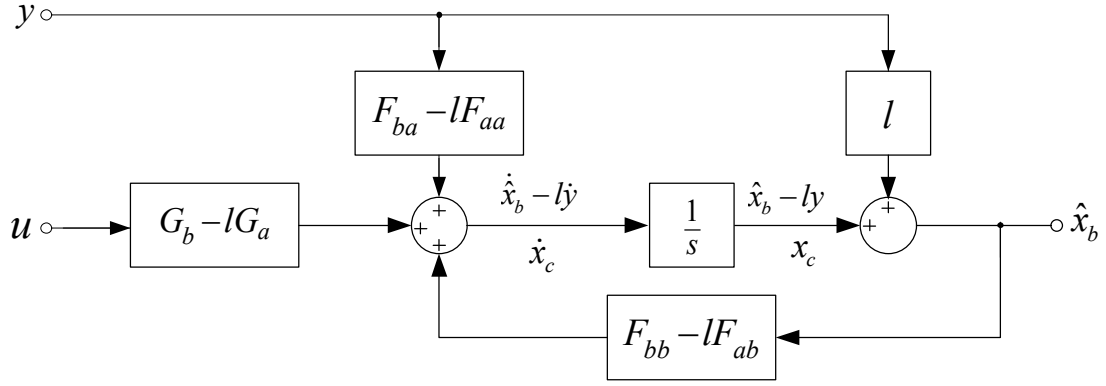 y
F_{ba} − lF_{aa}
l
u
G_b − lG_a
+
+
+
\dot{\hat{x}}_b − l\dot{y}
\dot{x}_c
1/s
\hat{x}_b − ly
x_c
+
+
\hat{x}_b
F_{bb} − lF_{ab}